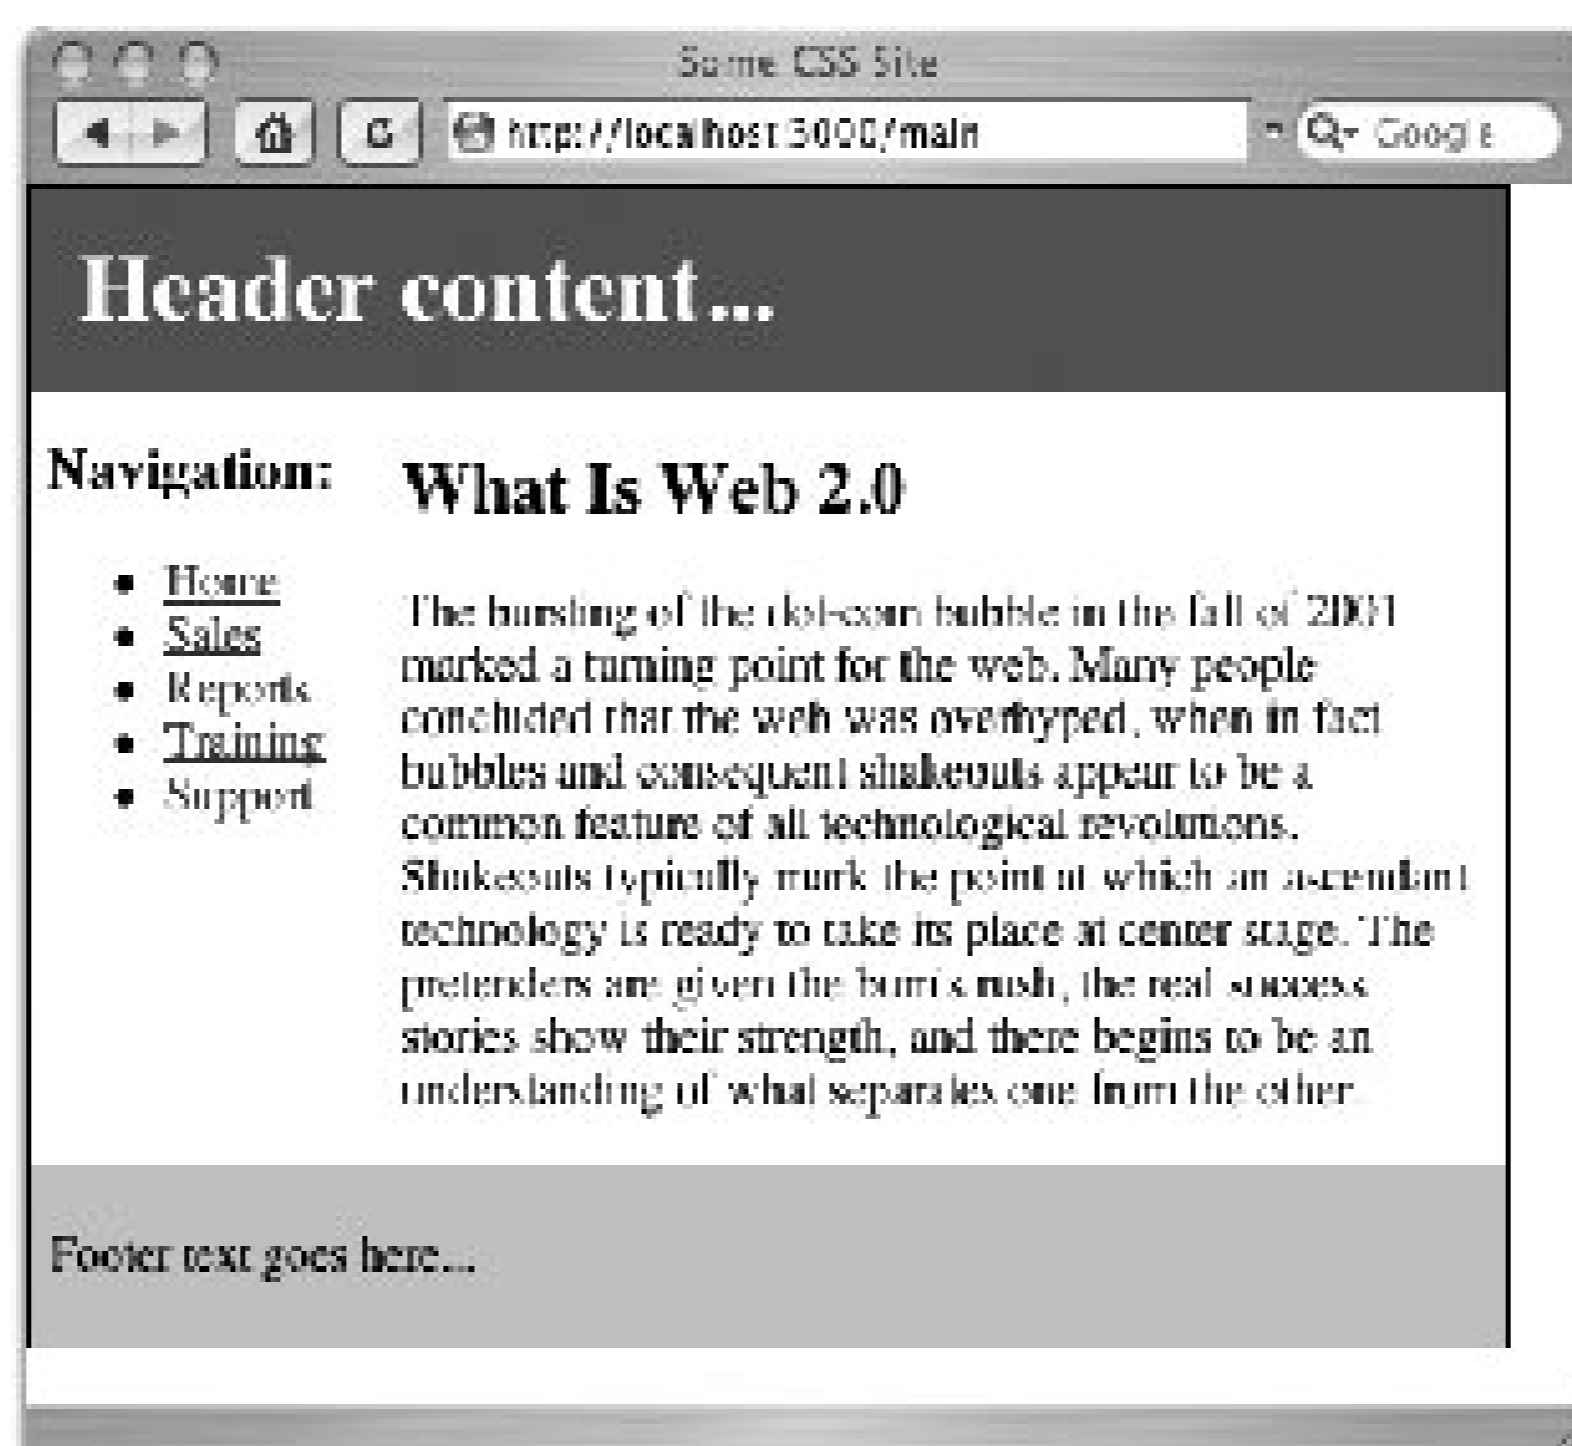 Some CSS Site
http://localhost:3000/main
Google
Header content...
Navigation:
Home
Sales
Reports
Training
Support
What Is Web 2.0
The bursting of the dot-com bubble in the fall of 2001
marked a turning point for the web. Many people
concluded that the web was overhyped, when in fact
bubbles and consequent shakeouts appear to be a
common feature of all technological revolutions.
Shakeouts typically mark the point at which an ascendant
technology is ready to take its place at center stage. The
pretenders are given the bum's rush, the real success
stories show their strength, and there begins to be an
understanding of what separates one from the other.
Footer text goes here...